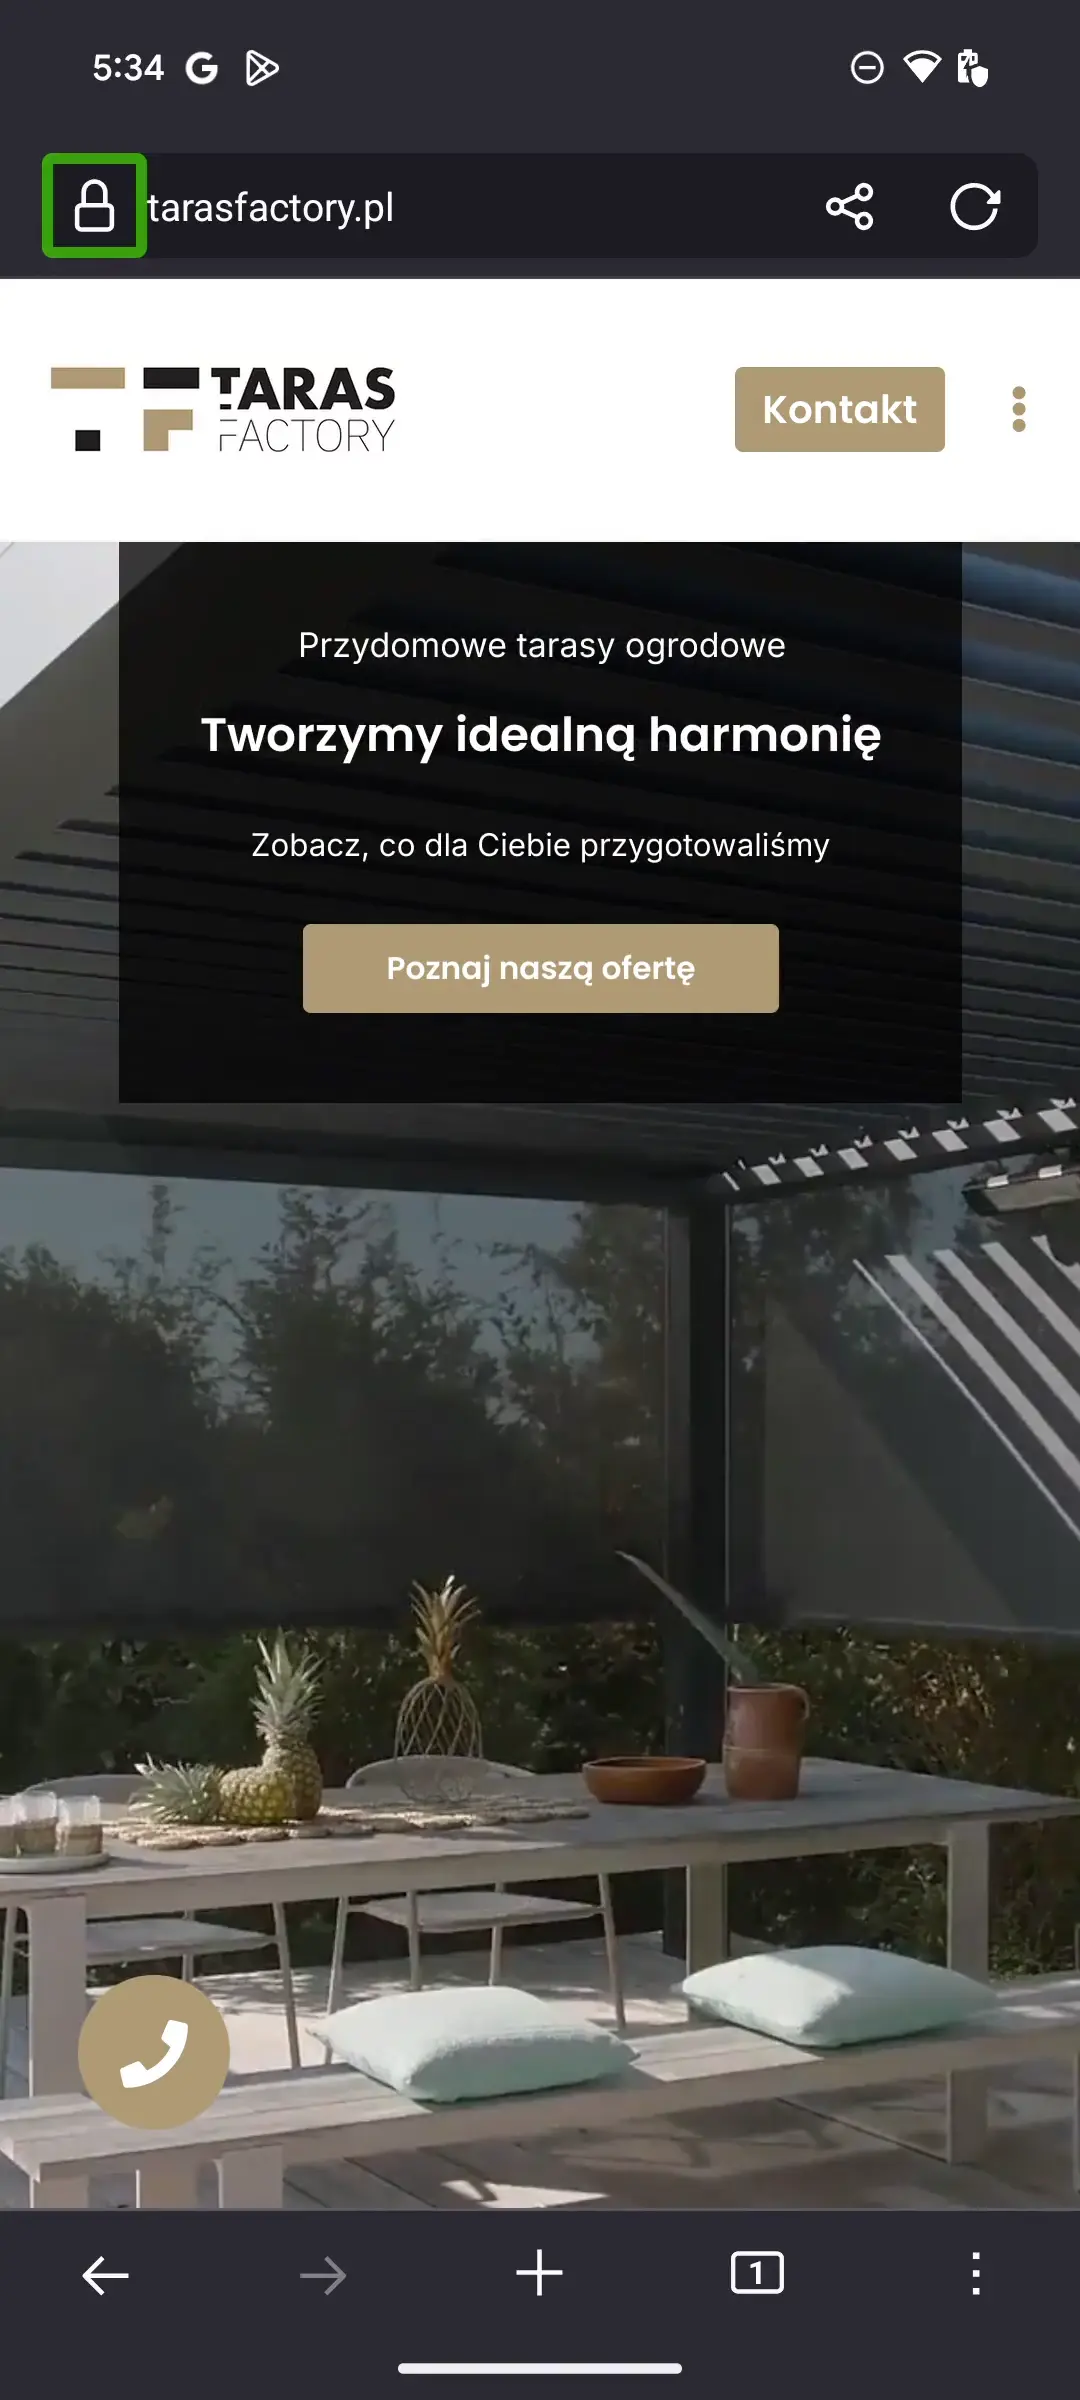 5:34
tarasfactory.pl
TARAS
FACTORY
Kontakt
Przydomowe tarasy ogrodowe
Tworzymy idealną harmonię
Zobacz, co dla Ciebie przygotowaliśmy
Poznaj naszą ofertę
1